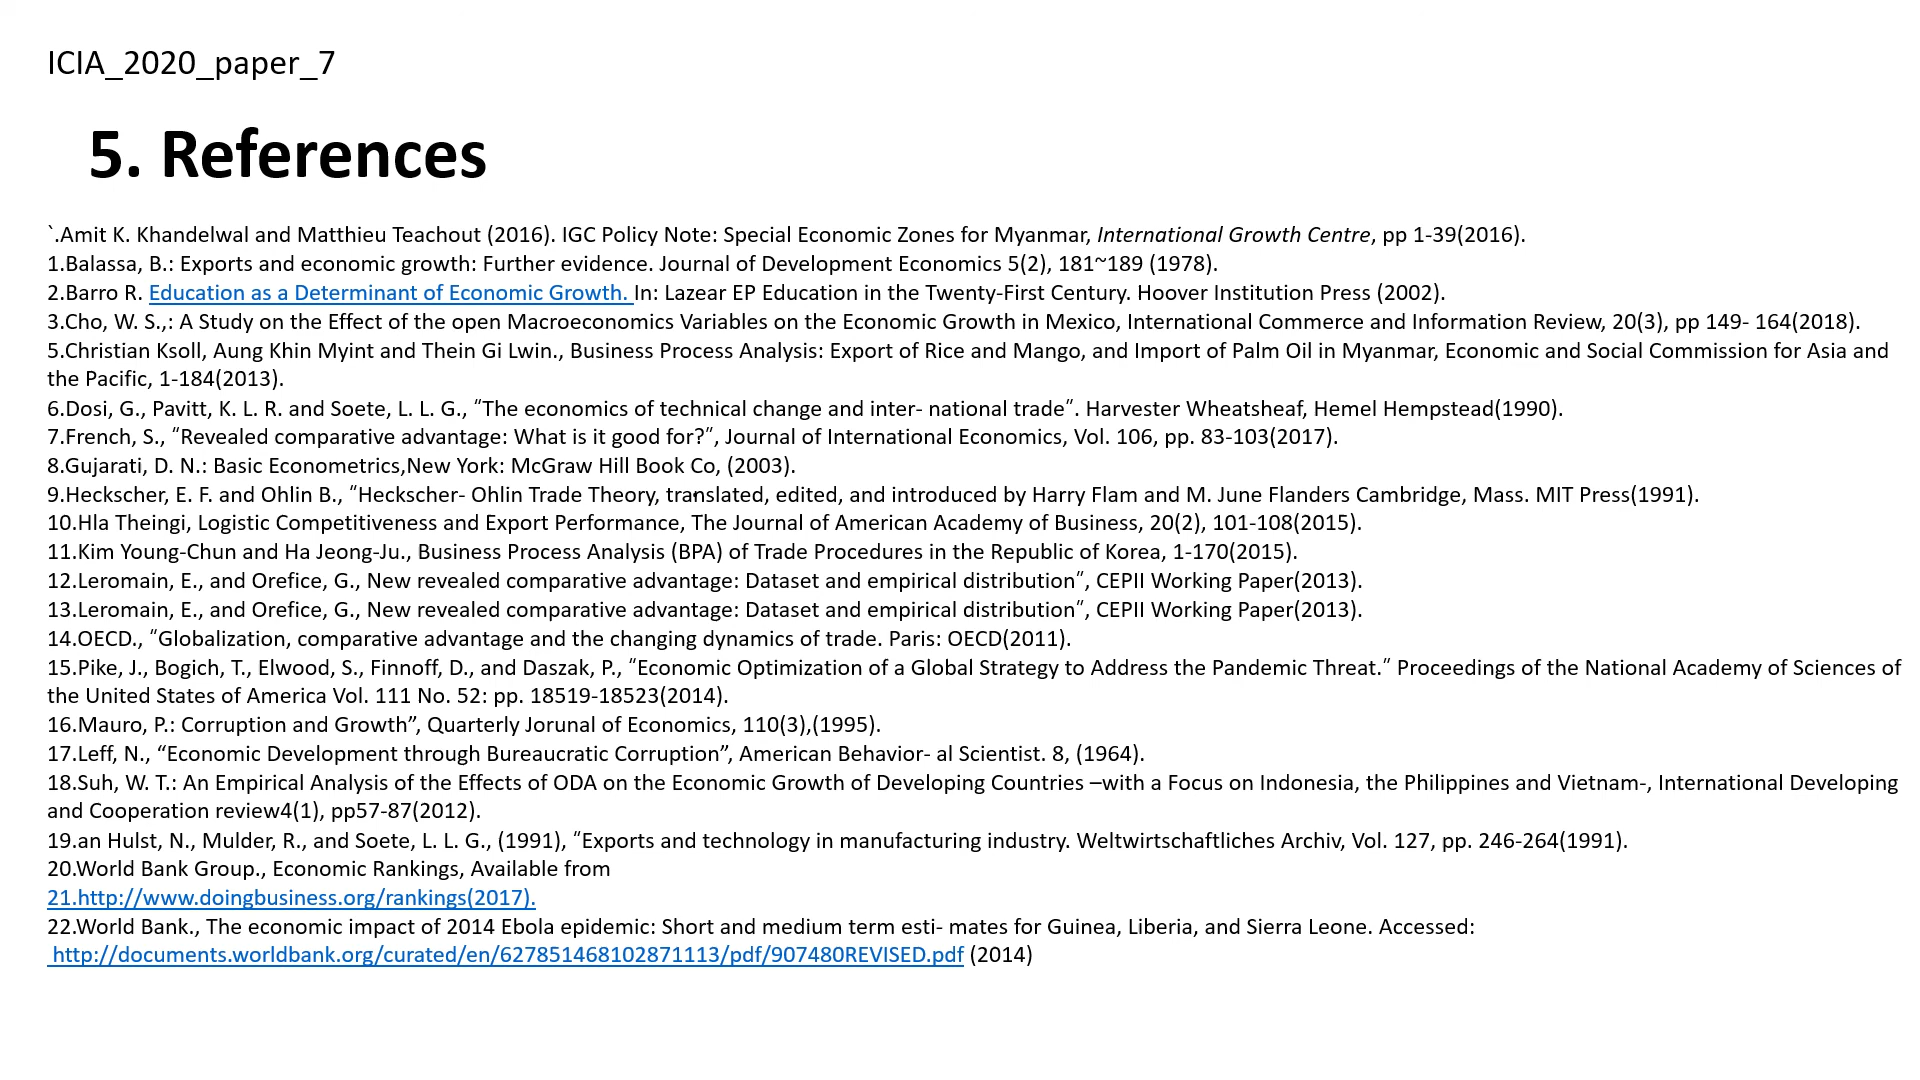 ICIA_2020_paper_7
5. References
`.Amit K. Khandelwal and Matthieu Teachout (2016). IGC Policy Note: Special Economic Zones for Myanmar, International Growth Centre, pp 1-39(2016).
1.Balassa, B.: Exports and economic growth: Further evidence. Journal of Development Economics 5(2), 181~189 (1978).
2.Barro R. Education as a Determinant of Economic Growth. In: Lazear EP Education in the Twenty-First Century. Hoover Institution Press (2002).
3.Cho, W. S.,: A Study on the Effect of the open Macroeconomics Variables on the Economic Growth in Mexico, International Commerce and Information Review, 20(3), pp 149- 164(2018).
5.Christian Ksoll, Aung Khin Myint and Thein Gi Lwin., Business Process Analysis: Export of Rice and Mango, and Import of Palm Oil in Myanmar, Economic and Social Commission for Asia and
the Pacific, 1-184(2013).
6.Dosi, G., Pavitt, K. L. R. and Soete, L. L. G., “The economics of technical change and inter- national trade”. Harvester Wheatsheaf, Hemel Hempstead(1990).
7.French, S., “Revealed comparative advantage: What is it good for?”, Journal of International Economics, Vol. 106, pp. 83-103(2017).
8.Gujarati, D. N.: Basic Econometrics,New York: McGraw Hill Book Co, (2003).
9.Heckscher, E. F. and Ohlin B., “Heckscher- Ohlin Trade Theory, translated, edited, and introduced by Harry Flam and M. June Flanders Cambridge, Mass. MIT Press(1991).
10.Hla Theingi, Logistic Competitiveness and Export Performance, The Journal of American Academy of Business, 20(2), 101-108(2015).
11.Kim Young-Chun and Ha Jeong-Ju., Business Process Analysis (BPA) of Trade Procedures in the Republic of Korea, 1-170(2015).
12.Leromain, E., and Orefice, G., New revealed comparative advantage: Dataset and empirical distribution”, CEPII Working Paper(2013).
13.Leromain, E., and Orefice, G., New revealed comparative advantage: Dataset and empirical distribution”, CEPII Working Paper(2013).
14.OECD., “Globalization, comparative advantage and the changing dynamics of trade. Paris: OECD(2011).
15.Pike, J., Bogich, T., Elwood, S., Finnoff, D., and Daszak, P., “Economic Optimization of a Global Strategy to Address the Pandemic Threat.” Proceedings of the National Academy of Sciences of
the United States of America Vol. 111 No. 52: pp. 18519-18523(2014).
16.Mauro, P.: Corruption and Growth”, Quarterly Jorunal of Economics, 110(3),(1995).
17.Leff, N., “Economic Development through Bureaucratic Corruption”, American Behavior- al Scientist. 8, (1964).
18.Suh, W. T.: An Empirical Analysis of the Effects of ODA on the Economic Growth of Developing Countries –with a Focus on Indonesia, the Philippines and Vietnam-, International Developing
and Cooperation review4(1), pp57-87(2012).
19.an Hulst, N., Mulder, R., and Soete, L. L. G., (1991), “Exports and technology in manufacturing industry. Weltwirtschaftliches Archiv, Vol. 127, pp. 246-264(1991).
20.World Bank Group., Economic Rankings, Available from
21.http://www.doingbusiness.org/rankings(2017).
22.World Bank., The economic impact of 2014 Ebola epidemic: Short and medium term esti- mates for Guinea, Liberia, and Sierra Leone. Accessed:
http://documents.worldbank.org/curated/en/627851468102871113/pdf/907480REVISED.pdf (2014)